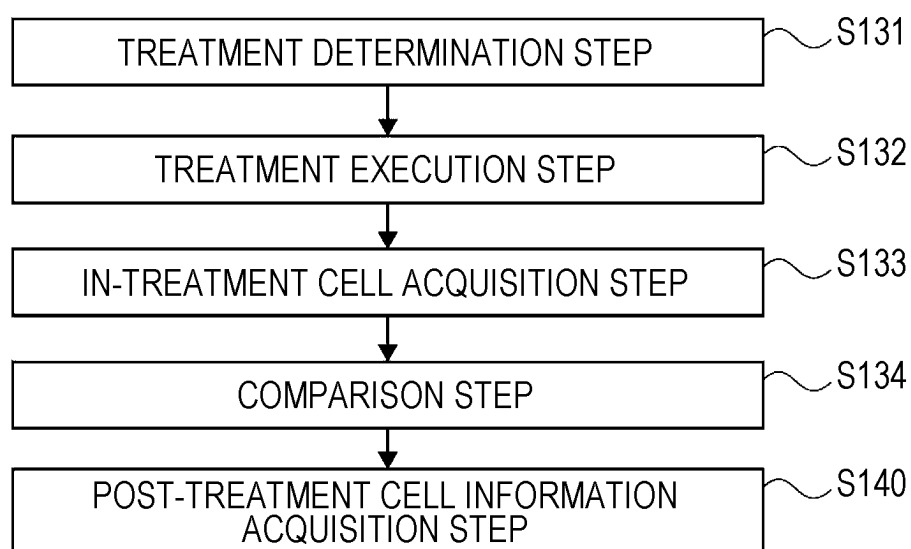 TREATMENT DETERMINATION STEP
S131
TREATMENT EXECUTION STEP
S132
IN-TREATMENT CELL ACQUISITION STEP
S133
COMPARISON STEP
S134
POST-TREATMENT CELL INFORMATION
ACQUISITION STEP
S140